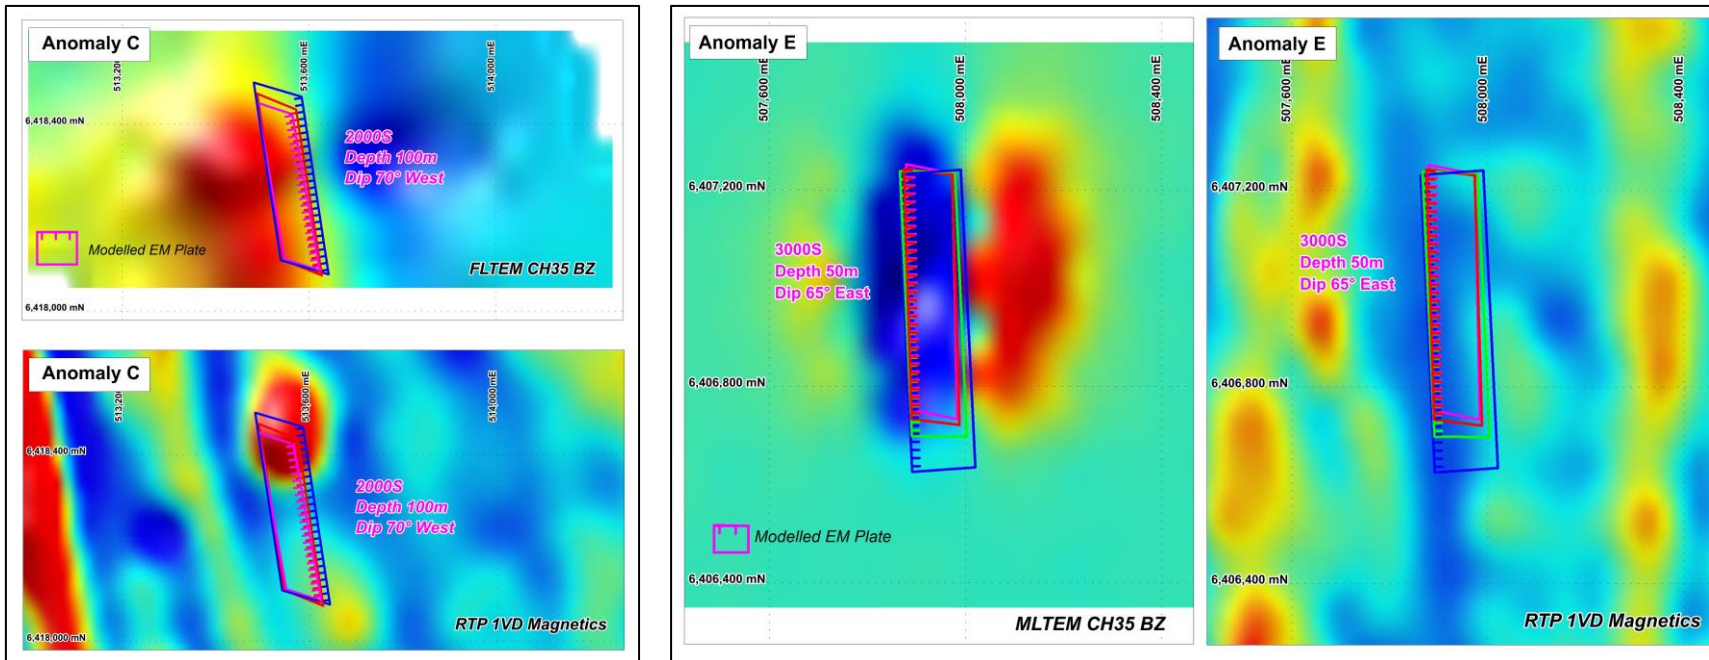 Anomaly C
513,200
513,600 mE
514,000 mE
6,418,400 mN
2000S
Depth 100m
Dip 70° West
Modelled EM Plate
FLTEM CH35 BZ
6,418,000 mN
Anomaly C
513,200
513,600 mE
514,000 mE
6,418,400 mN
2000S
Depth 100m
Dip 70° West
RTP 1VD Magnetics
6,418,000 mN
Anomaly E
507,600 mE
508,000 mE
508,400 mE
6,407,200 mN
3000S
Depth 50m
Dip 65° East
6,406,800 mN
Modelled EM Plate
6,406,400 mN
MLTEM CH35 BZ
Anomaly E
507,600 mE
508,000 mE
508,400 mE
6,407,200 mN
3000S
Depth 50m
Dip 65° East
6,406,800 mN
6,406,400 mN
RTP 1VD Magnetics